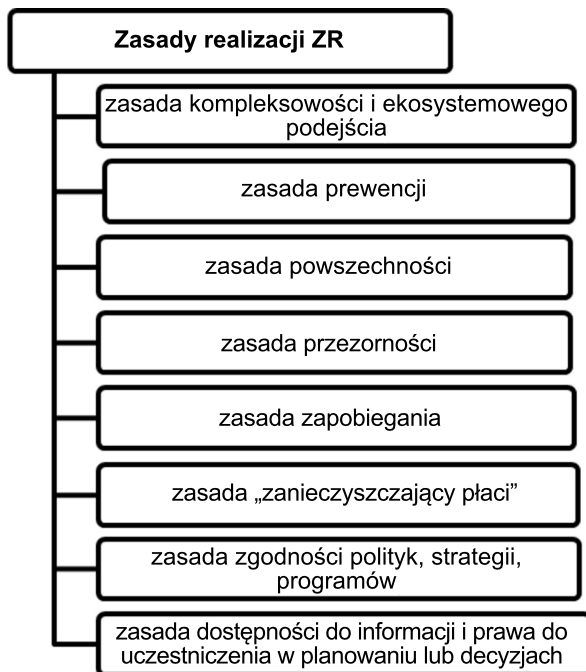 Zasady realizacji ZR
zasada kompleksowości i ekosystemowego
podejścia
zasada prewencji
zasada powszechności
zasada przezorności
zasada zapobiegania
zasada „zanieczyszczający płaci”
zasada zgodności polityk, strategii,
programów
zasada dostępności do informacji i prawa do
uczestniczenia w planowaniu lub decyzjach